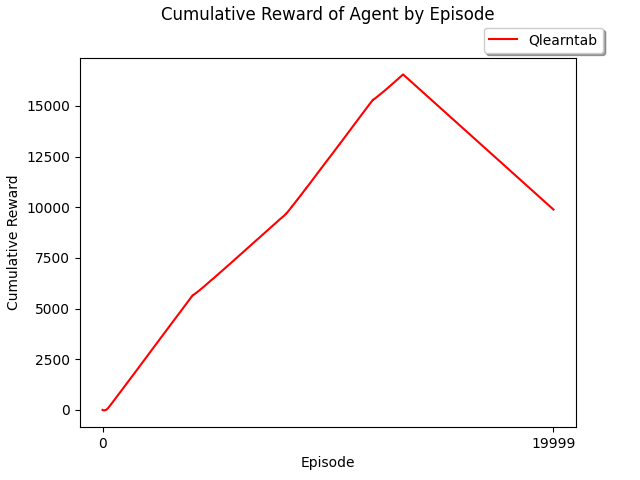 Cumulative Reward of Agent by Episode
Qlearntab
15000
12500
10000
7500
5000
2500
0
Cumulative Reward
0 19999
Episode